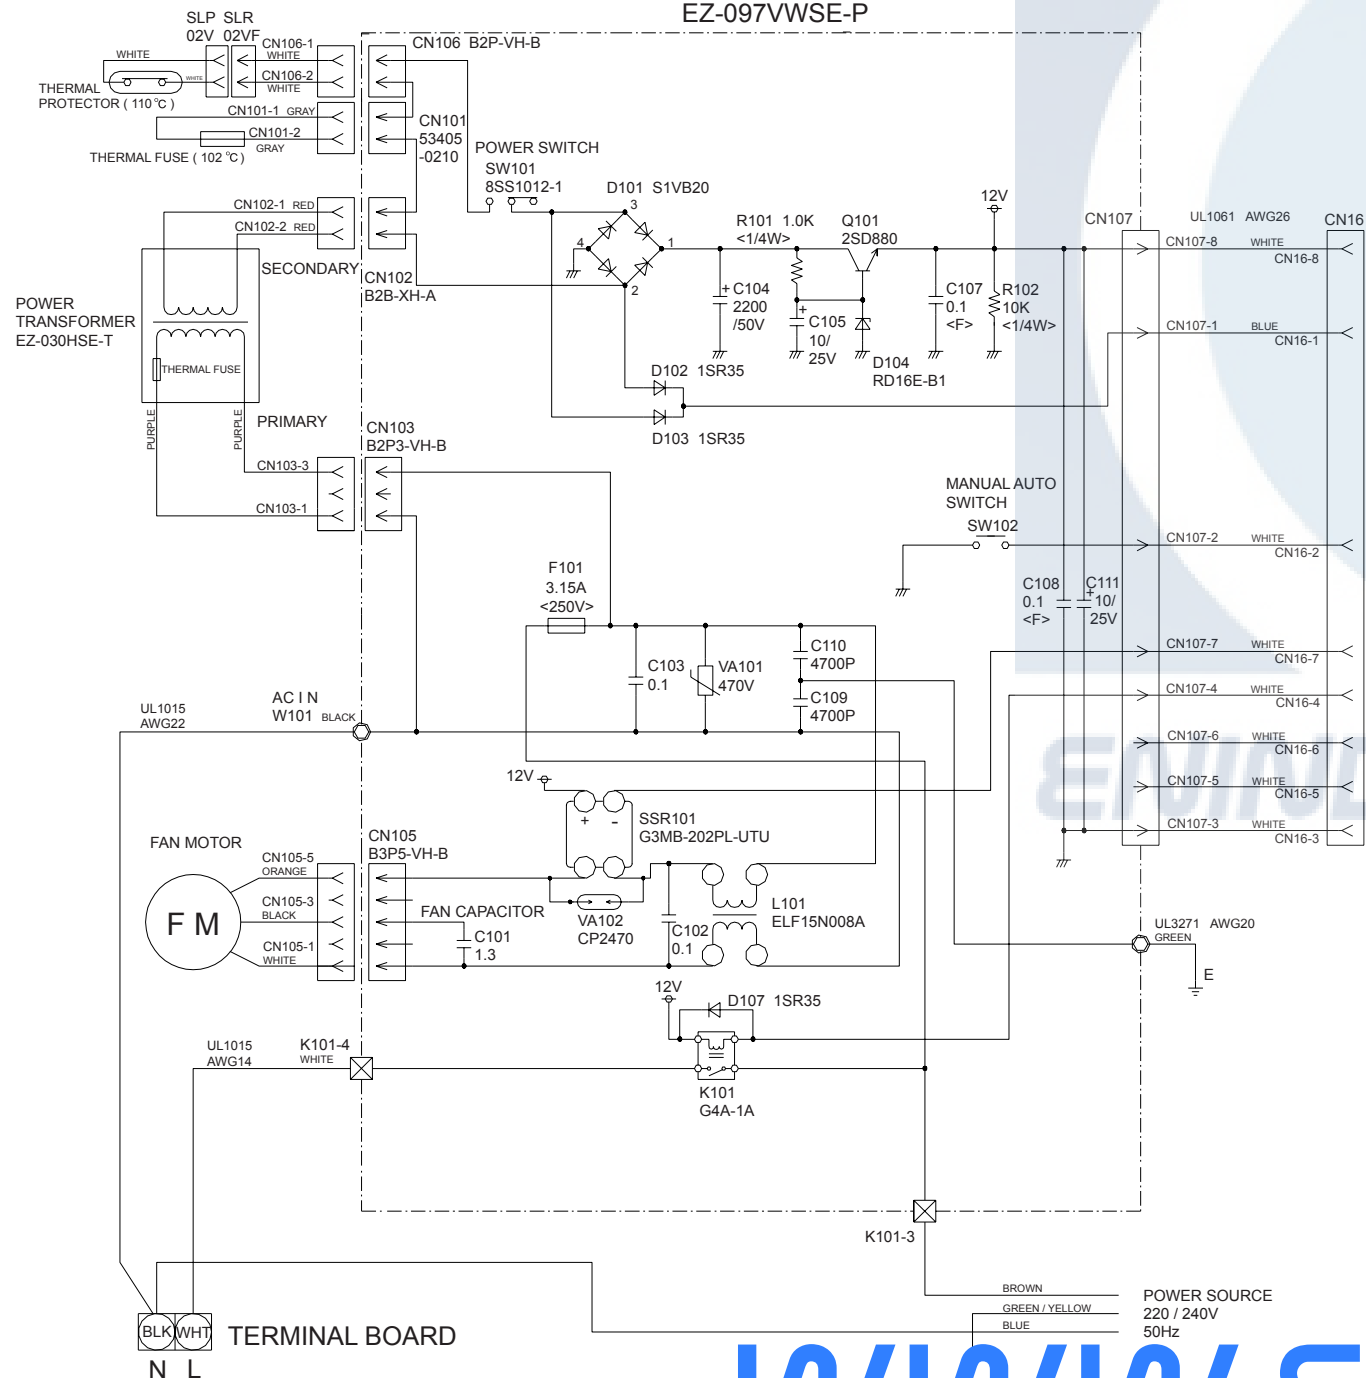 EZ-097VWSE-P
SLP SLR
02V 02VF
WHITE
CN106-1
WHITE
CN106-2
WHITE
WHITE
CN106 B2P-VH-B
THERMAL
PROTECTOR ( 110°C )
CN101-1 GRAY
CN101-2
GRAY
THERMAL FUSE ( 102 °C )
CN101
53405
-0210
POWER SWITCH
SW101
8SS1012-1
D101 S1VB20
3
4
1
2
R101 1.0K
<1/4W>
Q101
2SD880
12V
CN107
UL1061 AWG26
CN16
CN102-1 RED
CN102-2 RED
SECONDARY
CN102
B2B-XH-A
CN107-8
WHITE
CN16-8
+ C104
2200
/50V
+
C105
10/
25V
D104
RD16E-B1
C107
0.1
<F>
R102
10K
<1/4W>
CN107-1
BLUE
CN16-1
POWER
TRANSFORMER
EZ-030HSE-T
THERMAL FUSE
PURPLE
PURPLE
PRIMARY
D102 1SR35
D103 1SR35
CN103
B2P3-VH-B
CN103-3
CN103-1
MANUAL AUTO
SWITCH
SW102
CN107-2
WHITE
CN16-2
F101
3.15A
<250V>
C108
0.1
<F>
C111
+
10/
25V
C103
0.1
VA101
470V
C110
4700P
C109
4700P
CN107-7
WHITE
CN16-7
CN107-4
WHITE
CN16-4
CN107-6
WHITE
CN16-6
CN107-5
WHITE
CN16-5
CN107-3
WHITE
CN16-3
UL1015
AWG22
AC I N
W101 BLACK
12V
+ -
SSR101
G3MB-202PL-UTU
FAN MOTOR
F M
CN105-5
ORANGE
CN105-3
BLACK
CN105-1
WHITE
CN105
B3P5-VH-B
FAN CAPACITOR
C101
1.3
VA102
CP2470
C102
0.1
L101
ELF15N008A
UL3271 AWG20
GREEN
E
12V
D107 1SR35
K101
G4A-1A
UL1015
AWG14
K101-4
WHITE
K101-3
BROWN
GREEN / YELLOW
BLUE
POWER SOURCE
220 / 240V
50Hz
BLK WHT
TERMINAL BOARD
N L